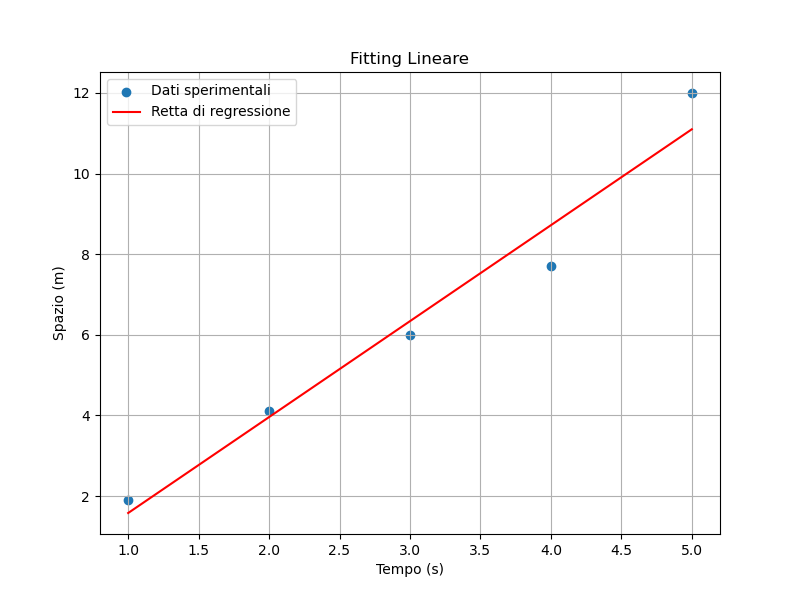 Fitting Lineare
Dati sperimentali
Retta di regressione
12
10
8
6
4
2
Spazio (m)
1.0 1.5 2.0 2.5 3.0 3.5 4.0 4.5 5.0
Tempo (s)